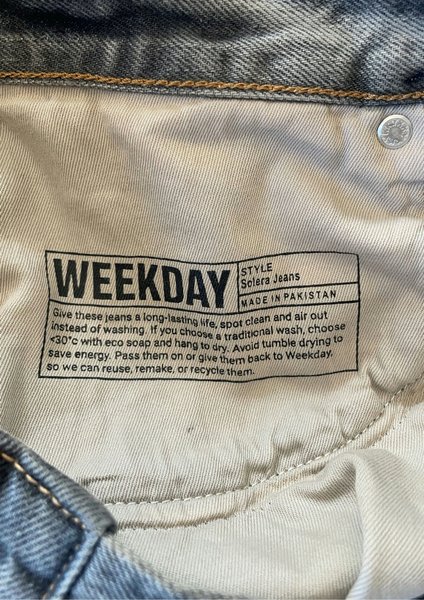 WEEKDAY
STYLE
Solera Jeans
MADE IN PAKISTAN
Give these jeans a long-lasting life, spot clean and air out
instead of washing. If you choose a traditional wash, choose
<30°c with eco soap and hang to dry. Avoid tumble drying to
save energy. Pass them on or give them back to Weekday,
so we can reuse, remake, or recycle them.